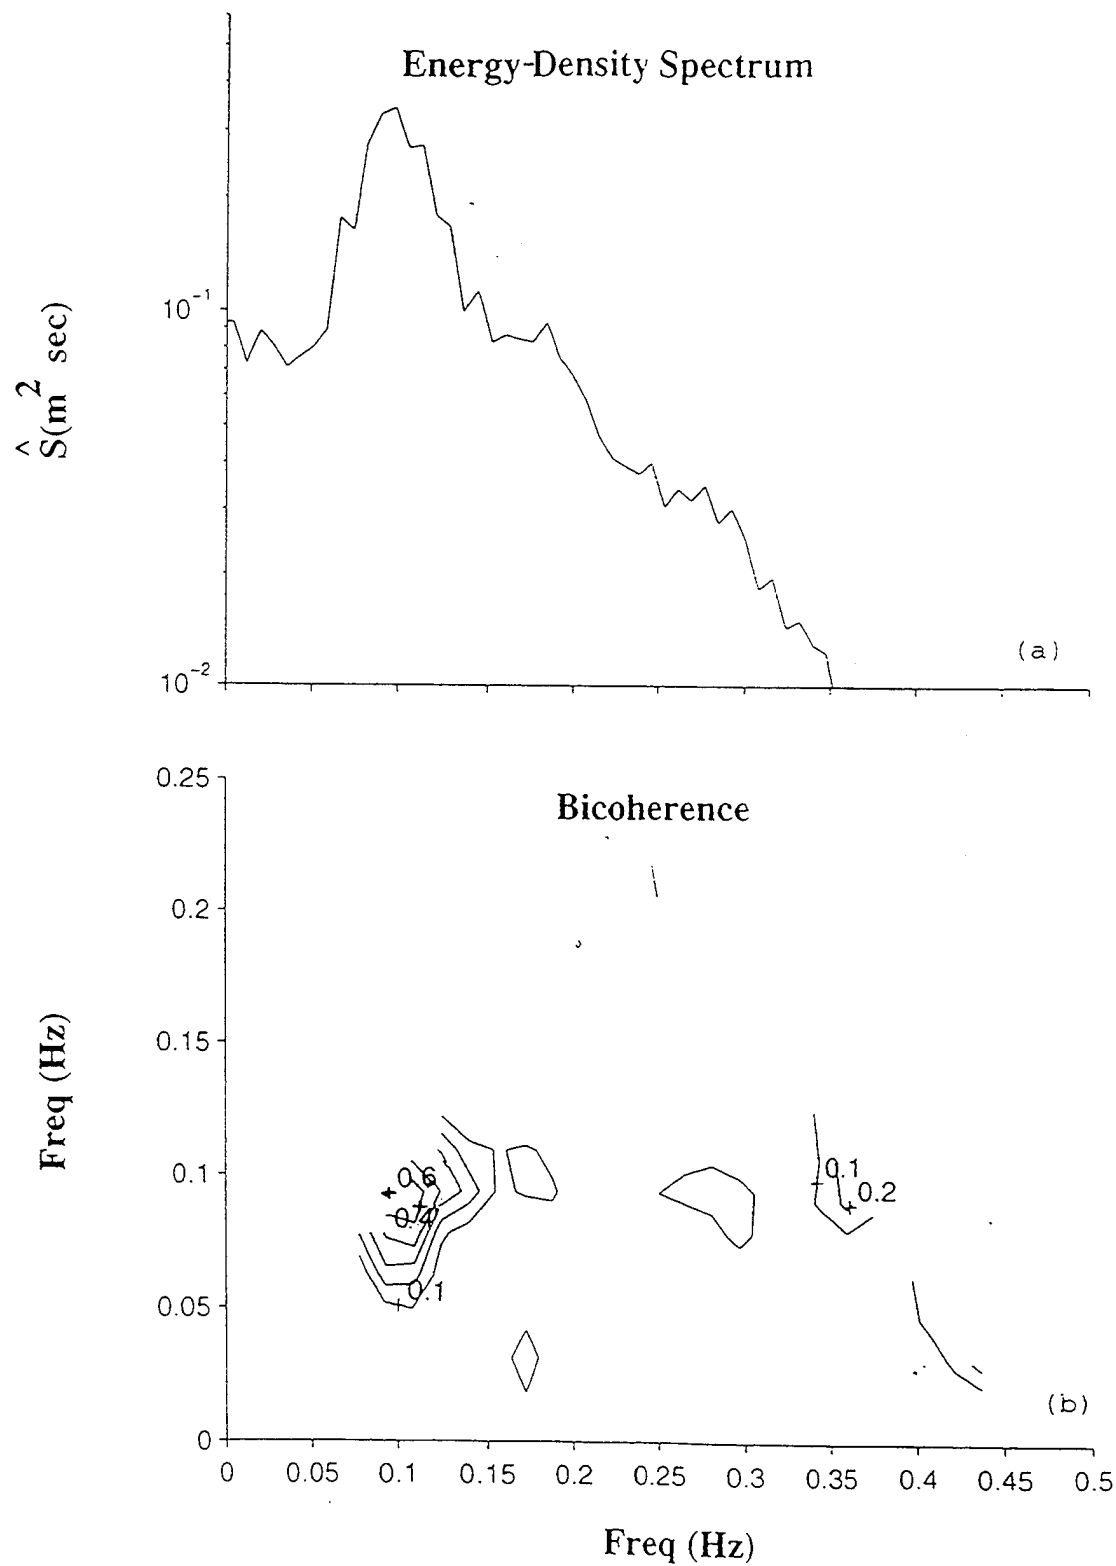 Energy-Density Spectrum
10⁻¹
Ŝ(m² sec)
10⁻²
(a)
0.25
Bicoherence
0.2
0.15
Freq (Hz)
0.1
0.6
0.4
0.1
0.1
0.2
0.05
(b)
0
0 0.05 0.1 0.15 0.2 0.25 0.3 0.35 0.4 0.45 0.5
Freq (Hz)